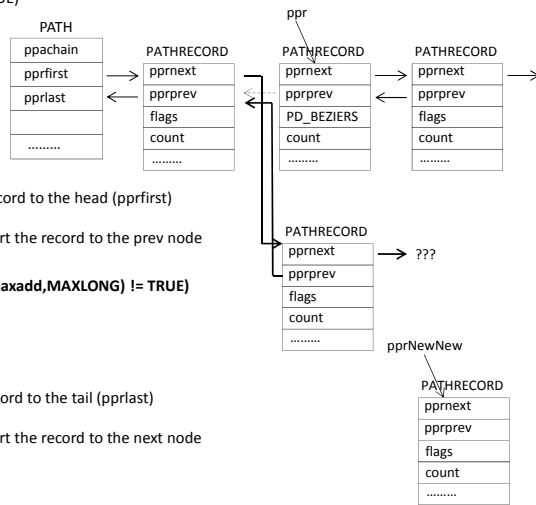 UE)
ppr
PATH
ppachain
pprfirst
pprlast
.........
PATHRECORD
pprnext
pprprev
flags
count
.........
PATHRECORD
pprnext
pprprev
PD_BEZIERS
count
.........
PATHRECORD
pprnext
pprprev
flags
count
.........
cord to the head (pprfirst)
rt the record to the prev node
axadd,MAXLONG) != TRUE)
PATHRECORD
pprnext
pprprev
flags
count
.........
???
pprNewNew
ord to the tail (pprlast)
rt the record to the next node
PATHRECORD
pprnext
pprprev
flags
count
.........